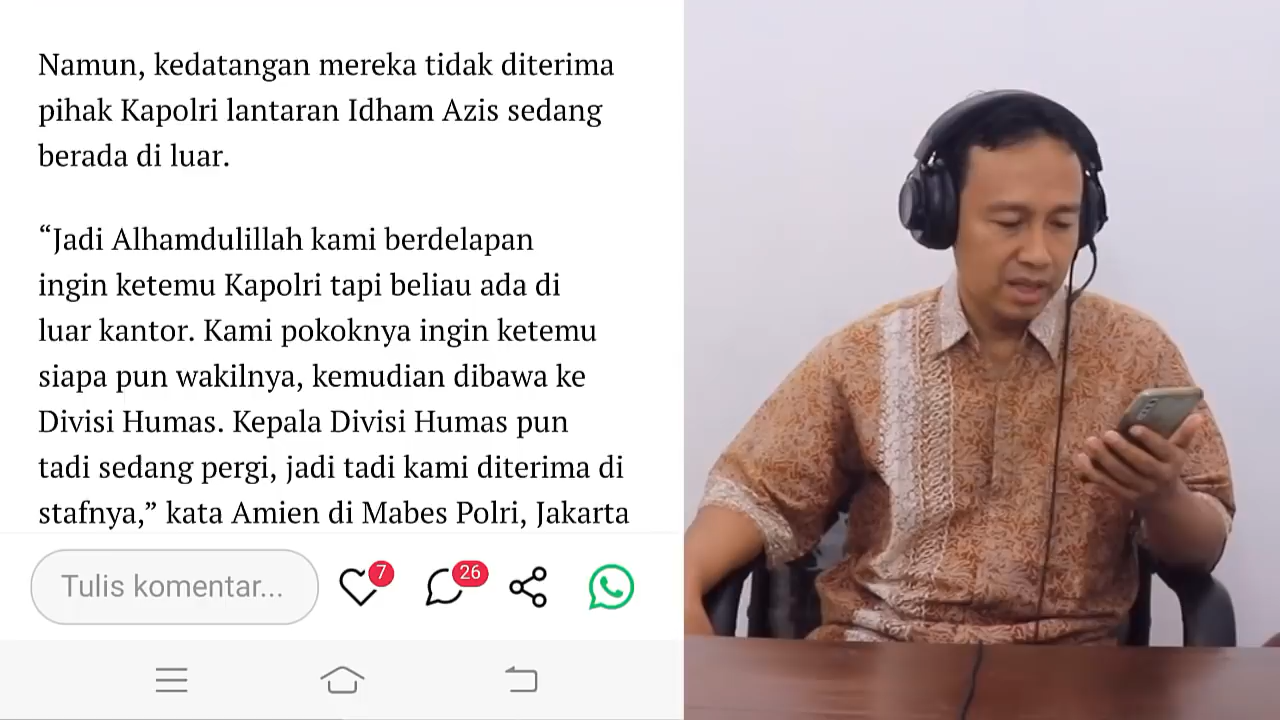 Namun, kedatangan mereka tidak diterima
pihak Kapolri lantaran Idham Azis sedang
berada di luar.
“Jadi Alhamdulillah kami berdelapan
ingin ketemu Kapolri tapi beliau ada di
luar kantor. Kami pokoknya ingin ketemu
siapa pun wakilnya, kemudian dibawa ke
Divisi Humas. Kepala Divisi Humas pun
tadi sedang pergi, jadi tadi kami diterima di
stafnya,” kata Amien di Mabes Polri, Jakarta
Tulis komentar... 7 26